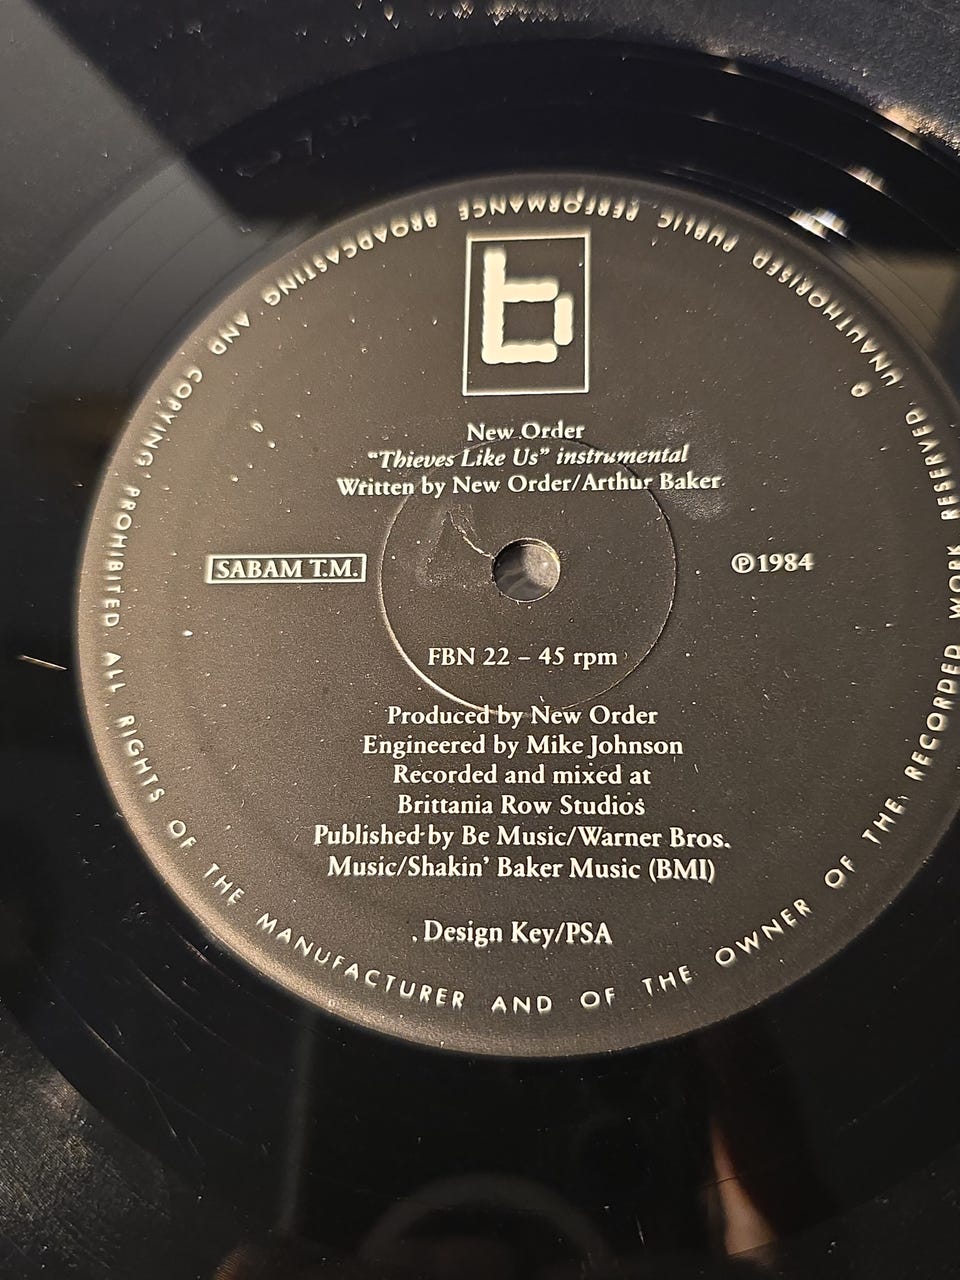 b
New Order
“Thieves Like Us” instrumental
Written by New Order/Arthur Baker
SABAM T.M.
℗1984
FBN 22 – 45 rpm
Produced by New Order
Engineered by Mike Johnson
Recorded and mixed at
Brittania Row Studios
Published by Be Music/Warner Bros.
Music/Shakin’ Baker Music (BMI)
Design Key/PSA
ALL RIGHTS OF THE MANUFACTURER AND OF THE OWNER OF THE RECORDED WORK RESERVED. UNAUTHORISED PUBLIC PERFORMANCE BROADCASTING AND COPYING PROHIBITED